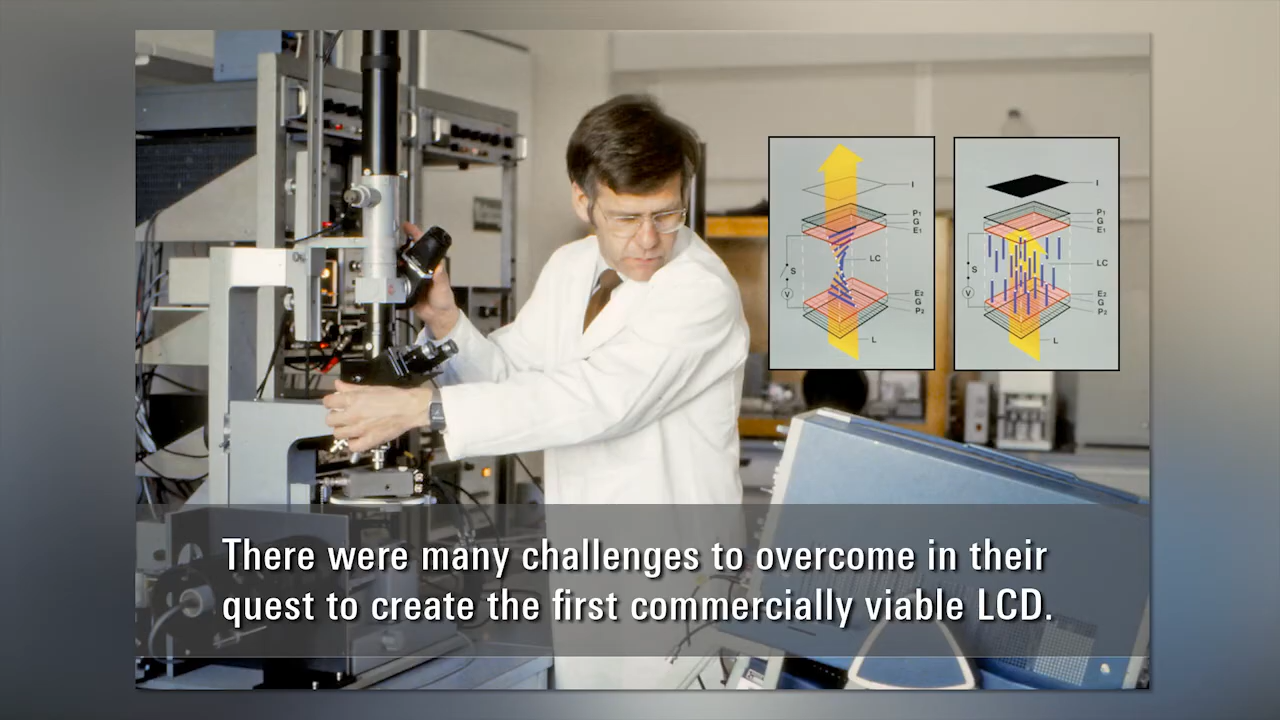 I
P1
G
E1
LC
S
V
E2
G
P2
L
I
P1
G
E1
LC
S
V
E2
G
P2
L
There were many challenges to overcome in their
quest to create the first commercially viable LCD.